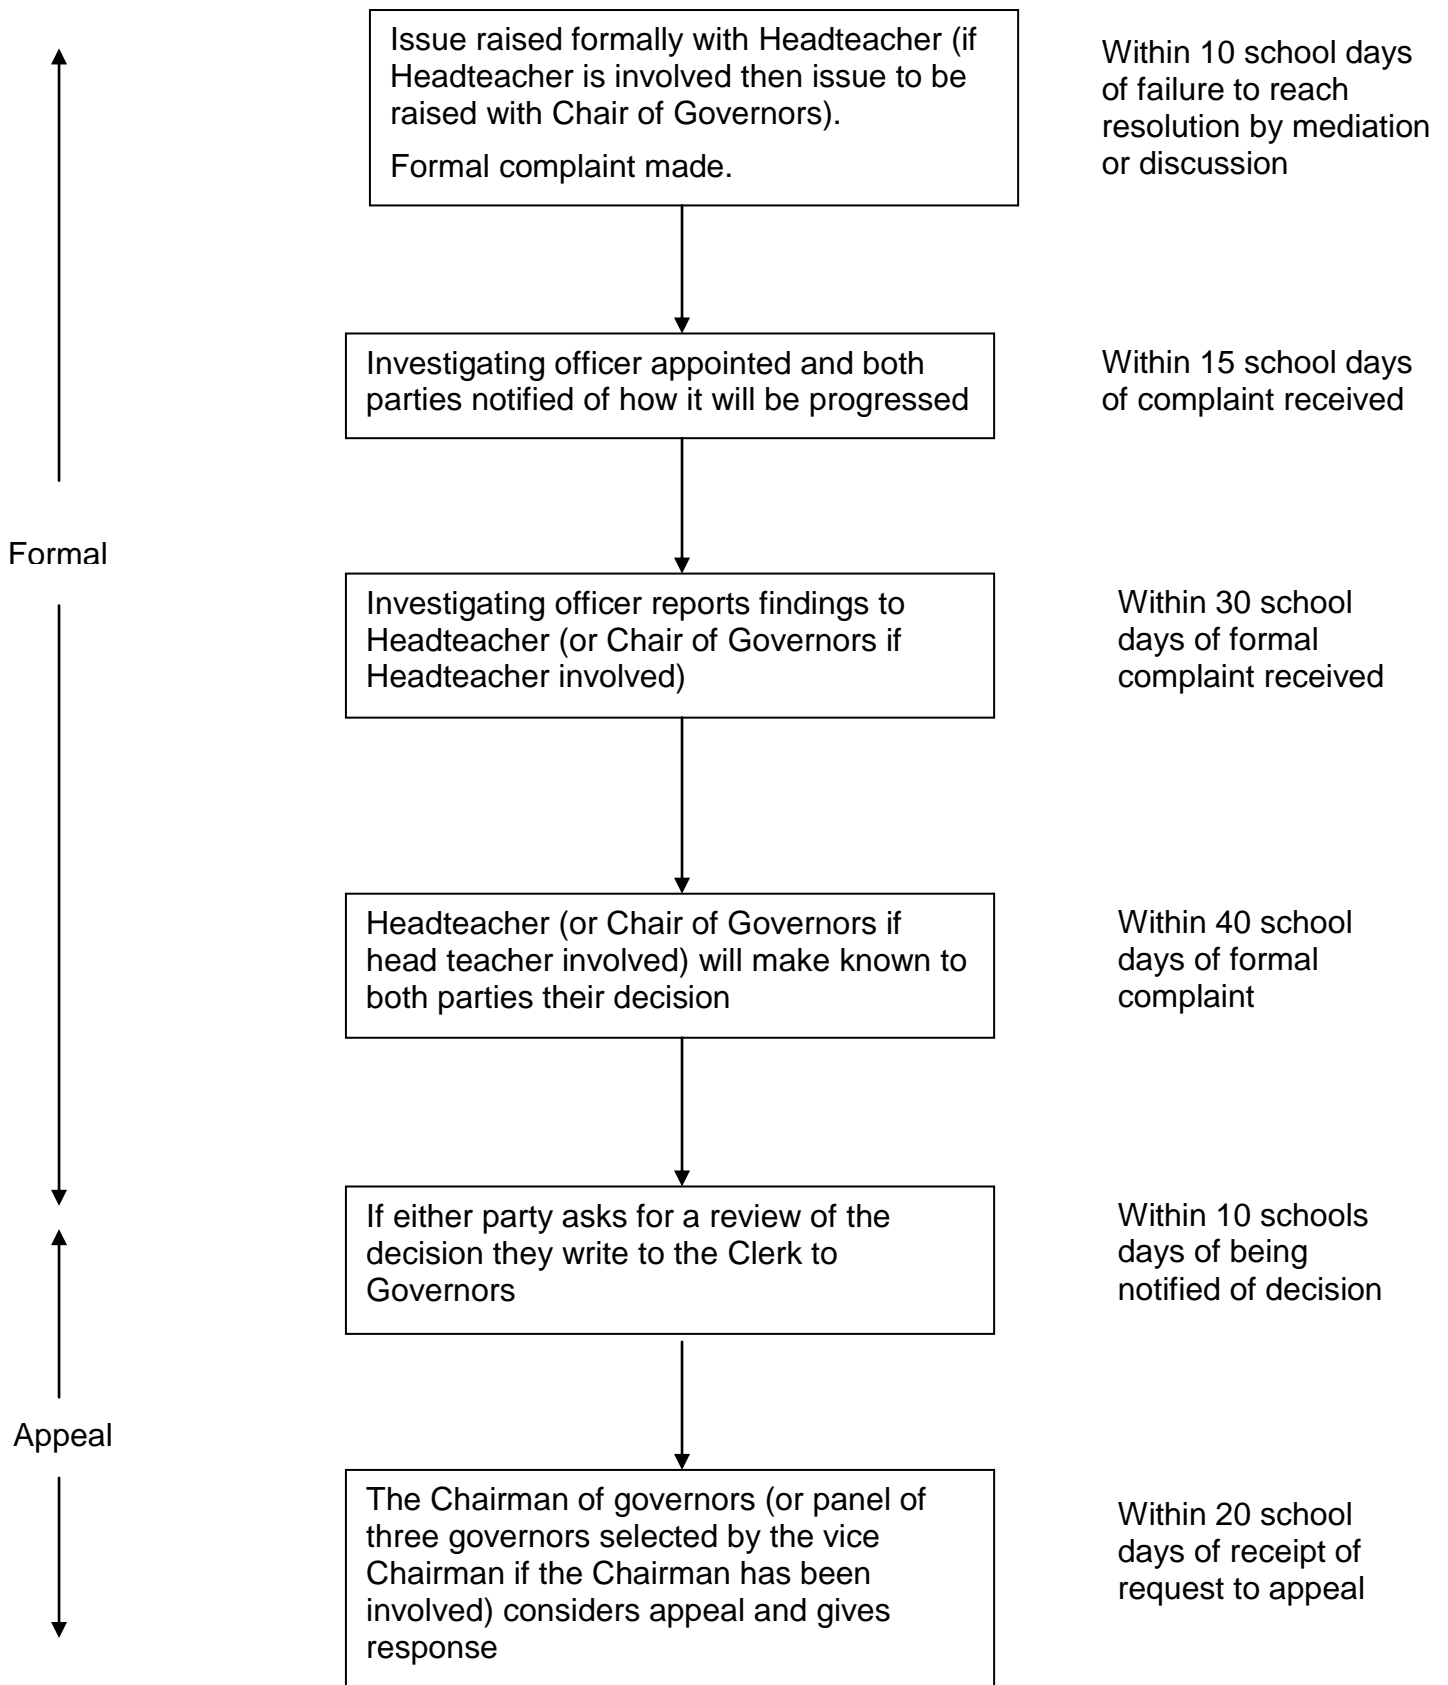 Issue raised formally with Headteacher (if
Headteacher is involved then issue to be
raised with Chair of Governors).
Formal complaint made.
Within 10 school days
of failure to reach
resolution by mediation
or discussion
Investigating officer appointed and both
parties notified of how it will be progressed
Within 15 school days
of complaint received
Formal
Investigating officer reports findings to
Headteacher (or Chair of Governors if
Headteacher involved)
Within 30 school
days of formal
complaint received
Headteacher (or Chair of Governors if
head teacher involved) will make known to
both parties their decision
Within 40 school
days of formal
complaint
If either party asks for a review of the
decision they write to the Clerk to
Governors
Within 10 schools
days of being
notified of decision
Appeal
The Chairman of governors (or panel of
three governors selected by the vice
Chairman if the Chairman has been
involved) considers appeal and gives
response
Within 20 school
days of receipt of
request to appeal